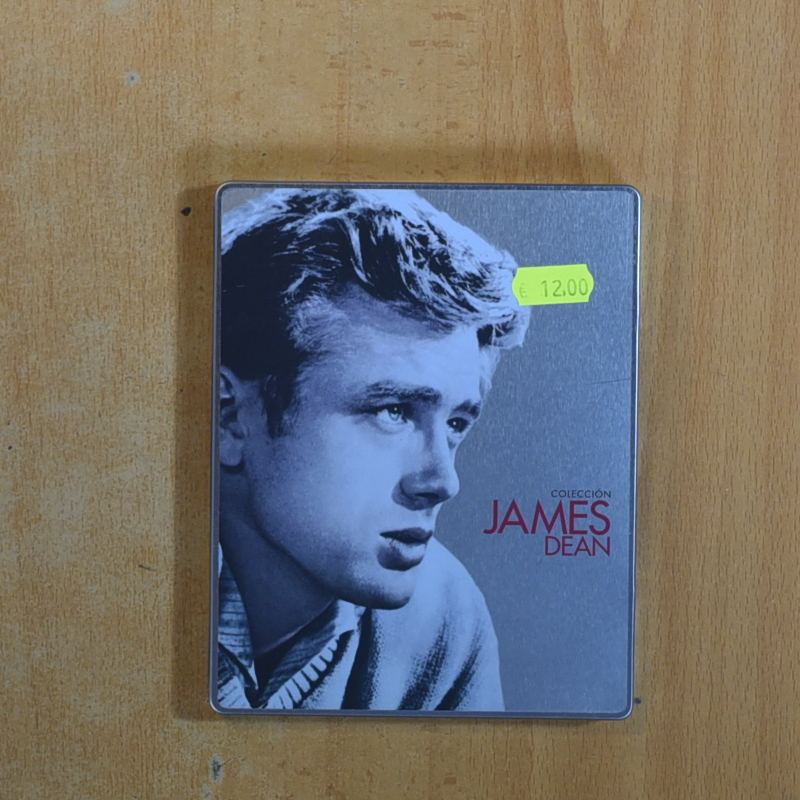 € 12,00
COLECCIÓN
JAMES
DEAN